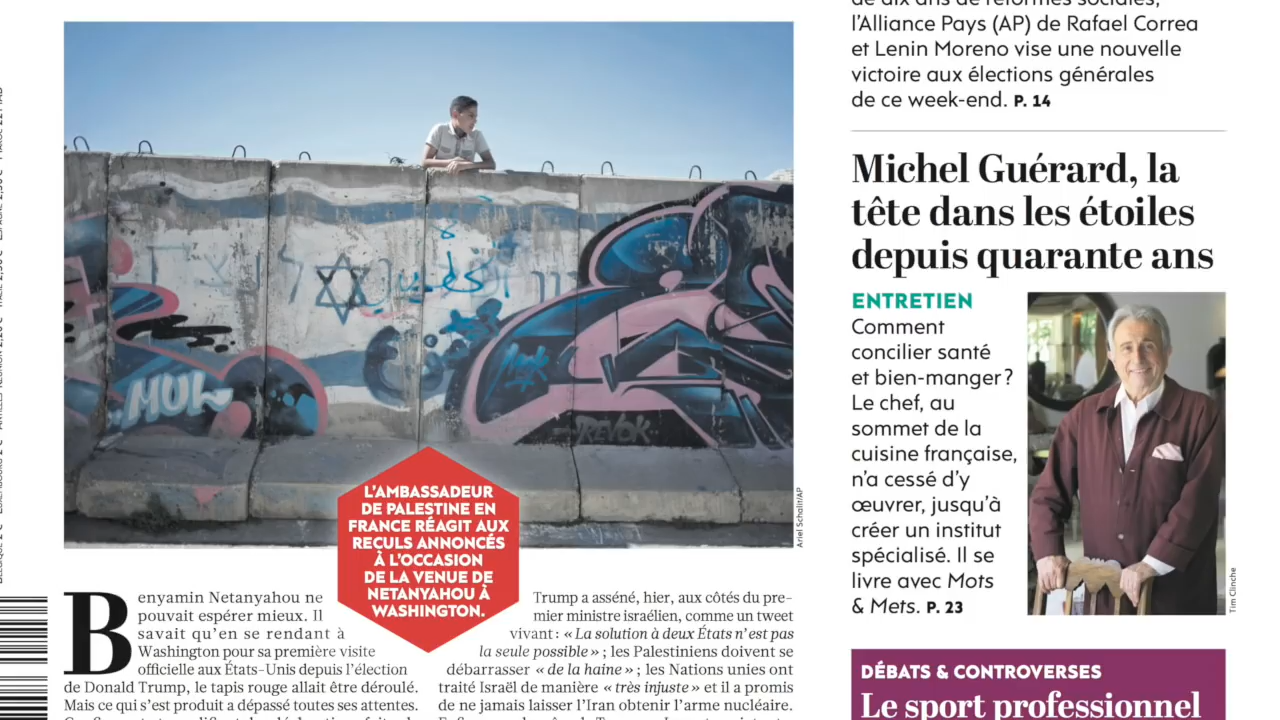 MUL
REVOK
Ariel Schalit/AP
L'AMBASSADEUR
DE PALESTINE EN
FRANCE RÉAGIT AUX
RECULS ANNONCÉS
À L'OCCASION
DE LA VENUE DE
NETANYAHOU À
WASHINGTON.
Benyamin Netanyahou ne
pouvait espérer mieux. Il
savait qu'en se rendant à
Washington pour sa première visite
officielle aux États-Unis depuis l'élection
de Donald Trump, le tapis rouge allait être déroulé.
Mais ce qui s'est produit a dépassé toutes ses attentes.
Trump a asséné, hier, aux côtés du pre-
mier ministre israélien, comme un tweet
vivant : « La solution à deux États n'est pas
la seule possible » ; les Palestiniens doivent se
débarrasser « de la haine » ; les Nations unies ont
traité Israël de manière « très injuste » et il a promis
de ne jamais laisser l'Iran obtenir l'arme nucléaire.
de dix ans de réformes sociales,
l'Alliance Pays (AP) de Rafael Correa
et Lenin Moreno vise une nouvelle
victoire aux élections générales
de ce week-end. P. 14
Michel Guérard, la
tête dans les étoiles
depuis quarante ans
ENTRETIEN
Comment
concilier santé
et bien-manger ?
Le chef, au
sommet de la
cuisine française,
n'a cessé d'y
œuvrer, jusqu'à
créer un institut
spécialisé. Il se
livre avec Mots
& Mets. P. 23
Tim Clinche
DÉBATS & CONTROVERSES
Le sport professionnel